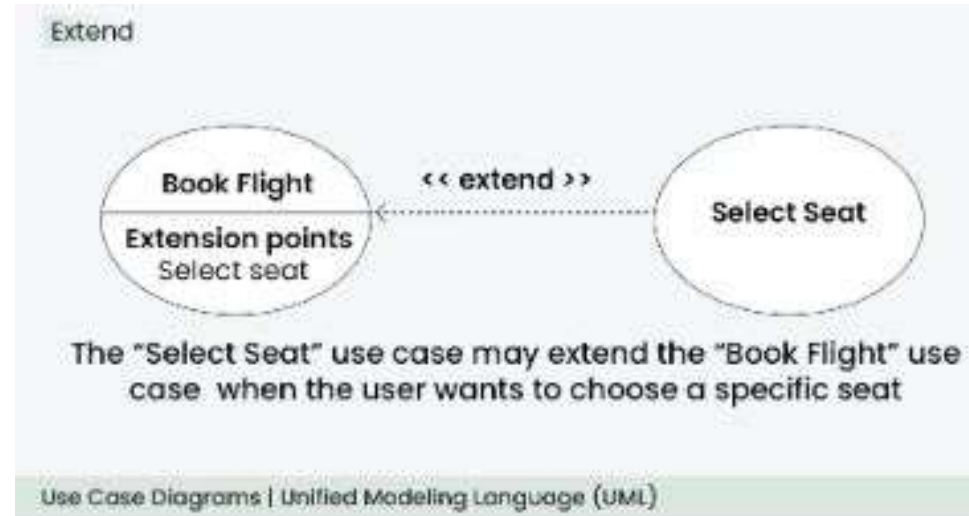 Extend
Book Flight
Extension points
Select seat
<< extend >>
Select Seat
The “Select Seat” use case may extend the “Book Flight” use
case when the user wants to choose a specific seat
Use Case Diagrams | Unified Modeling Language (UML)